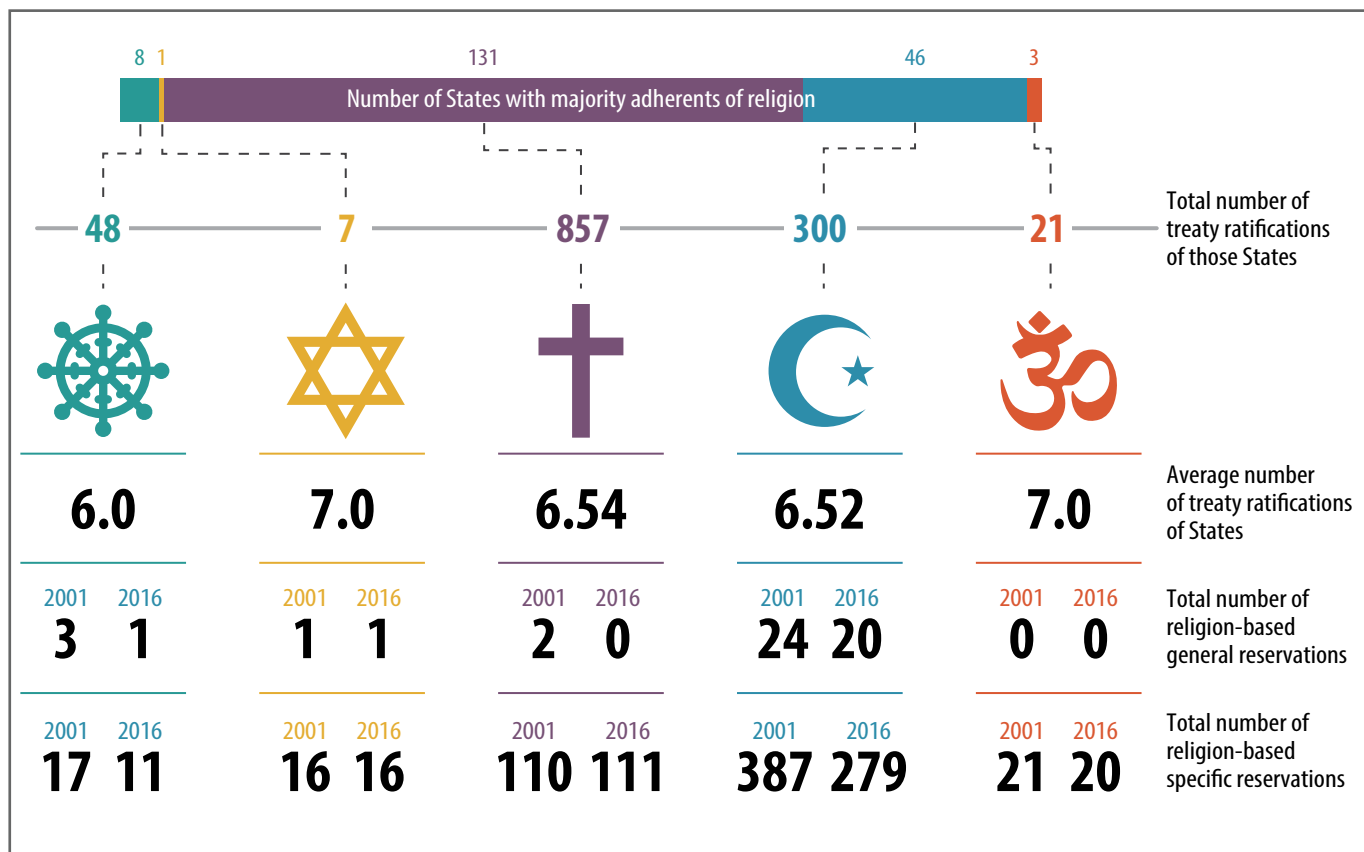 8 1 131 46 3
Number of States with majority adherents of religion
48 7 857 300 21
Total number of
treaty ratifications
of those States
6.0 7.0 6.54 6.52 7.0
Average number
of treaty ratifications
of States
2001 2016 2001 2016 2001 2016 2001 2016 2001 2016
3 1 1 1 2 0 24 20 0 0
Total number of
religion-based
general reservations
2001 2016 2001 2016 2001 2016 2001 2016 2001 2016
17 11 16 16 110 111 387 279 21 20
Total number of
religion-based
specific reservations